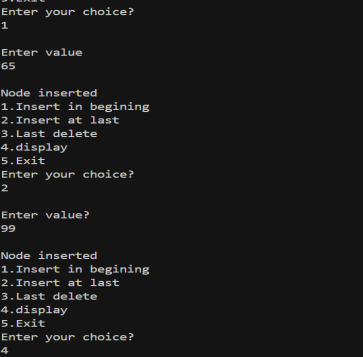 Enter your choice?
1
Enter value
65
Node inserted
1.Insert in begining
2.Insert at last
3.Last delete
4.display
5.Exit
Enter your choice?
2
Enter value?
99
Node inserted
1.Insert in begining
2.Insert at last
3.Last delete
4.display
5.Exit
Enter your choice?
4